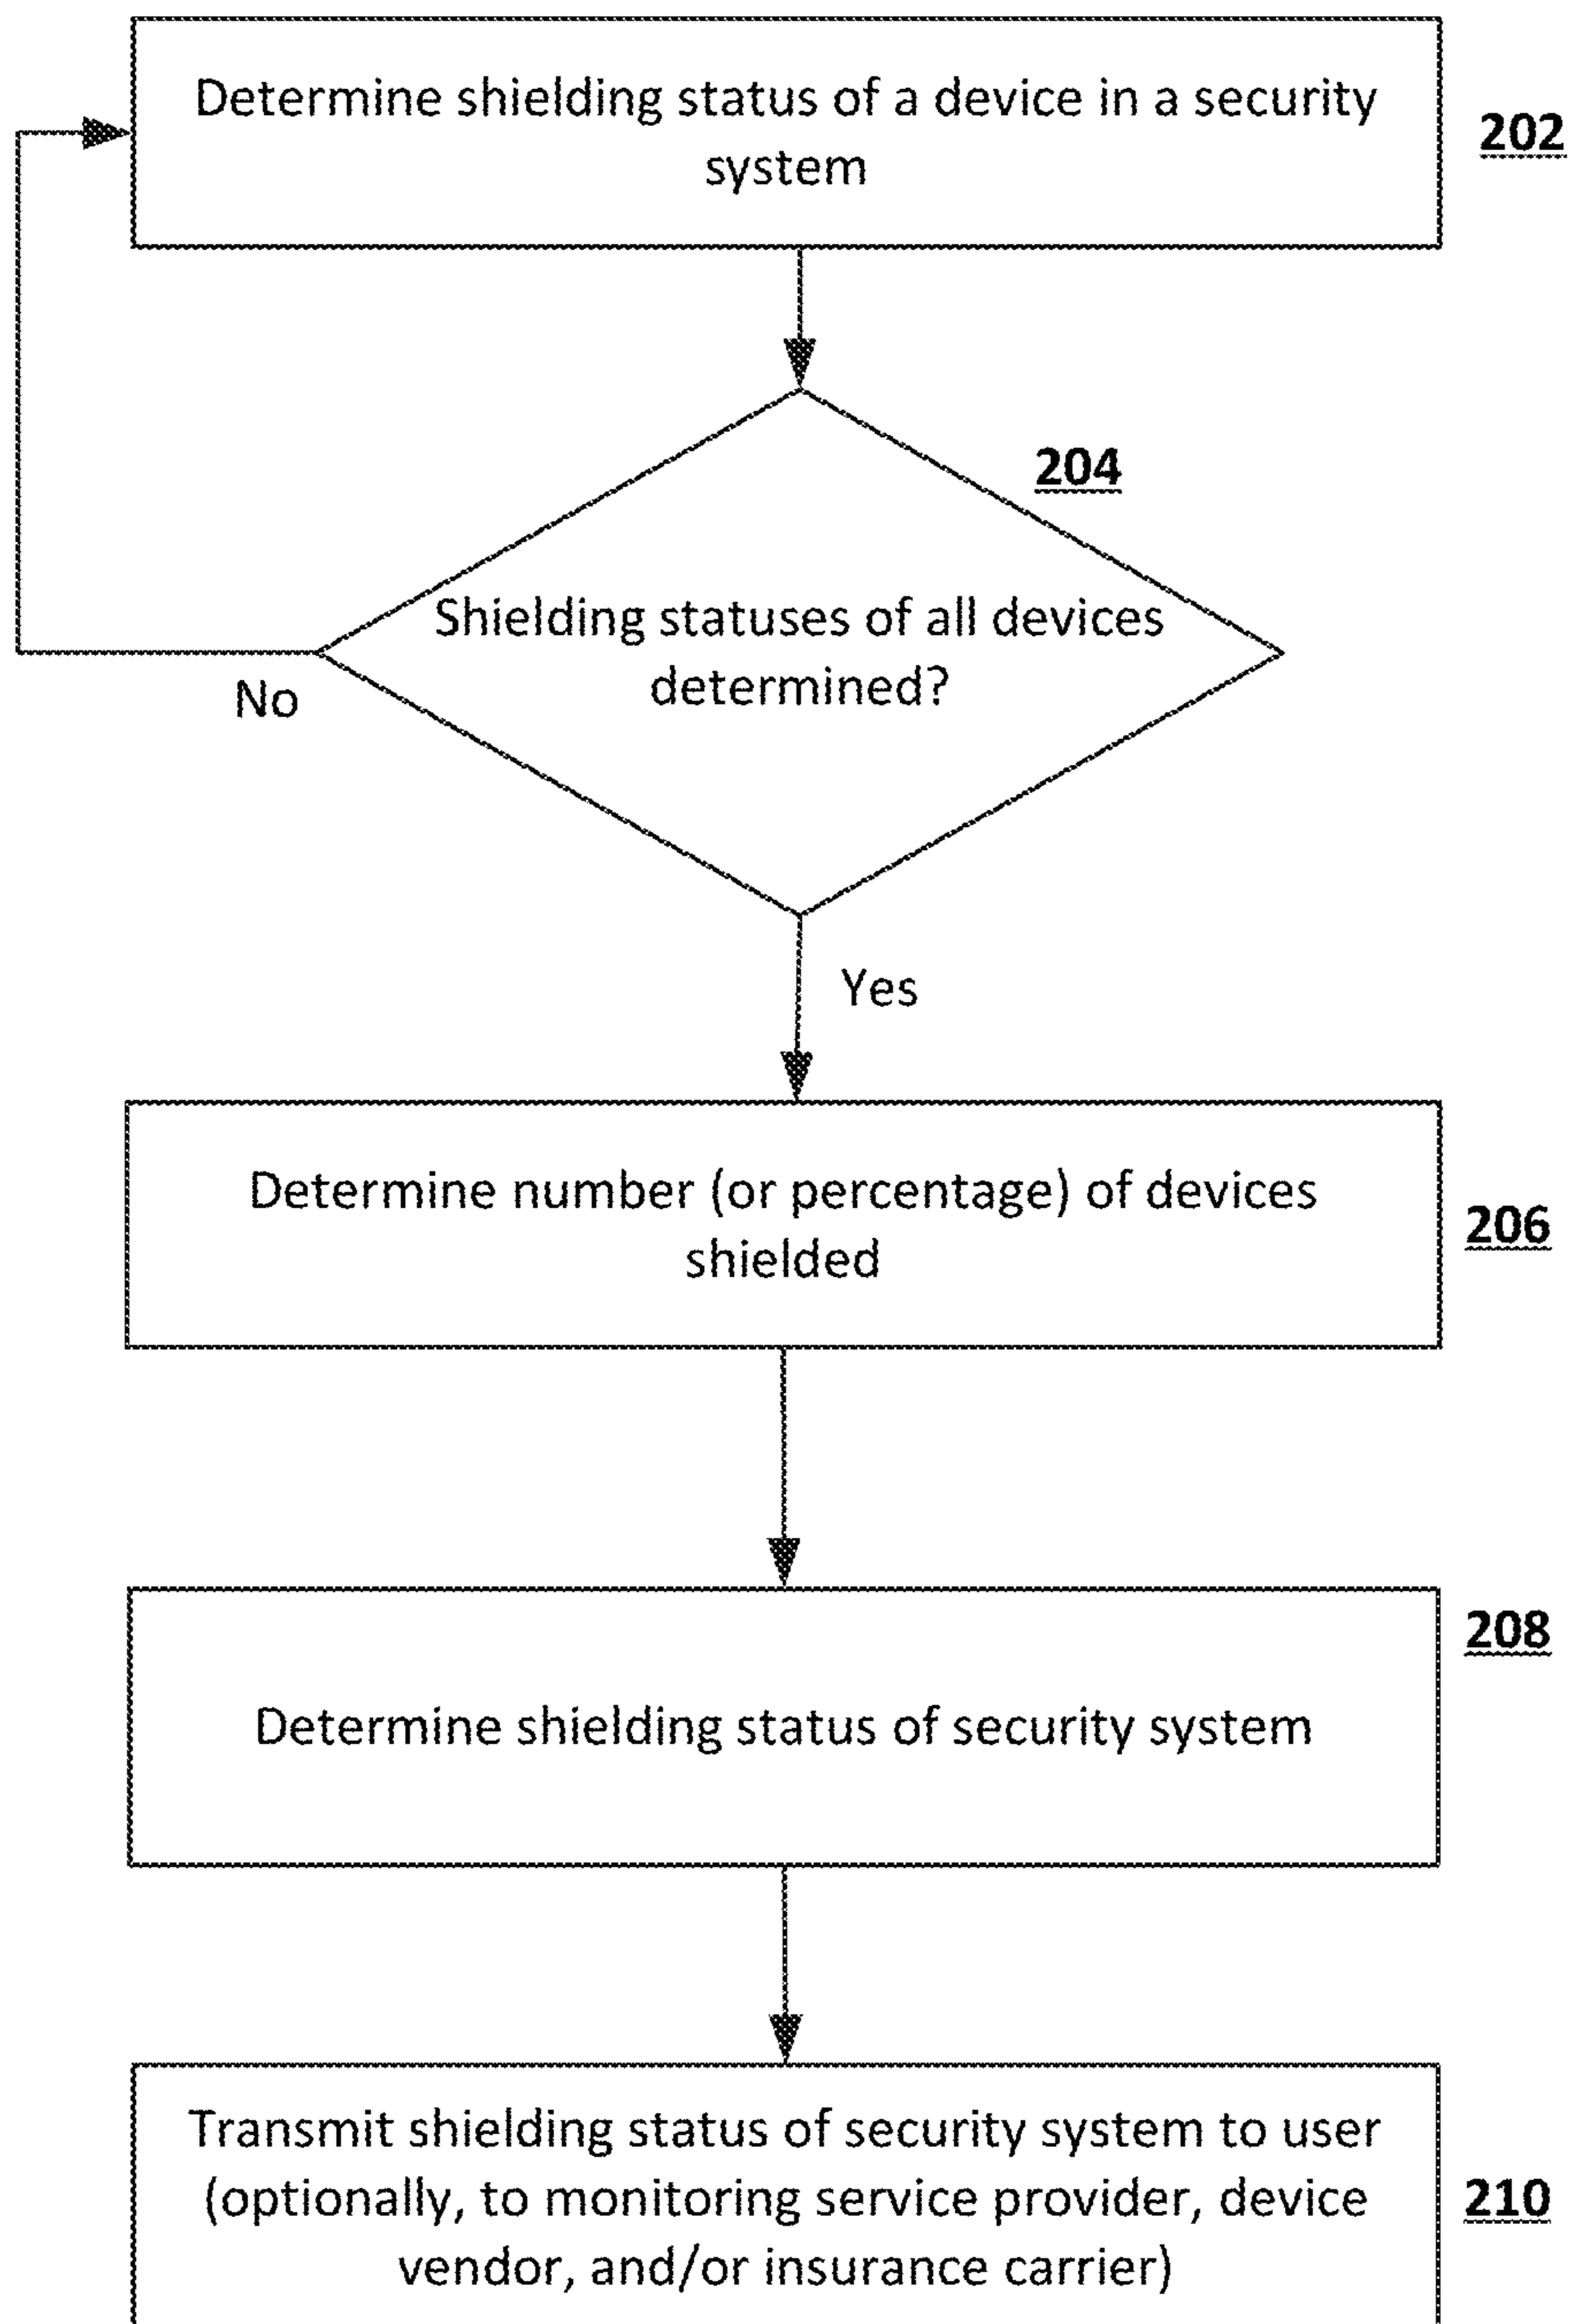 Determine shielding status of a device in a security
system
202
204
Shielding statuses of all devices
determined?
No
Yes
Determine number (or percentage) of devices
shielded
206
208
Determine shielding status of security system
Transmit shielding status of security system to user
(optionally, to monitoring service provider, device
vendor, and/or insurance carrier)
210